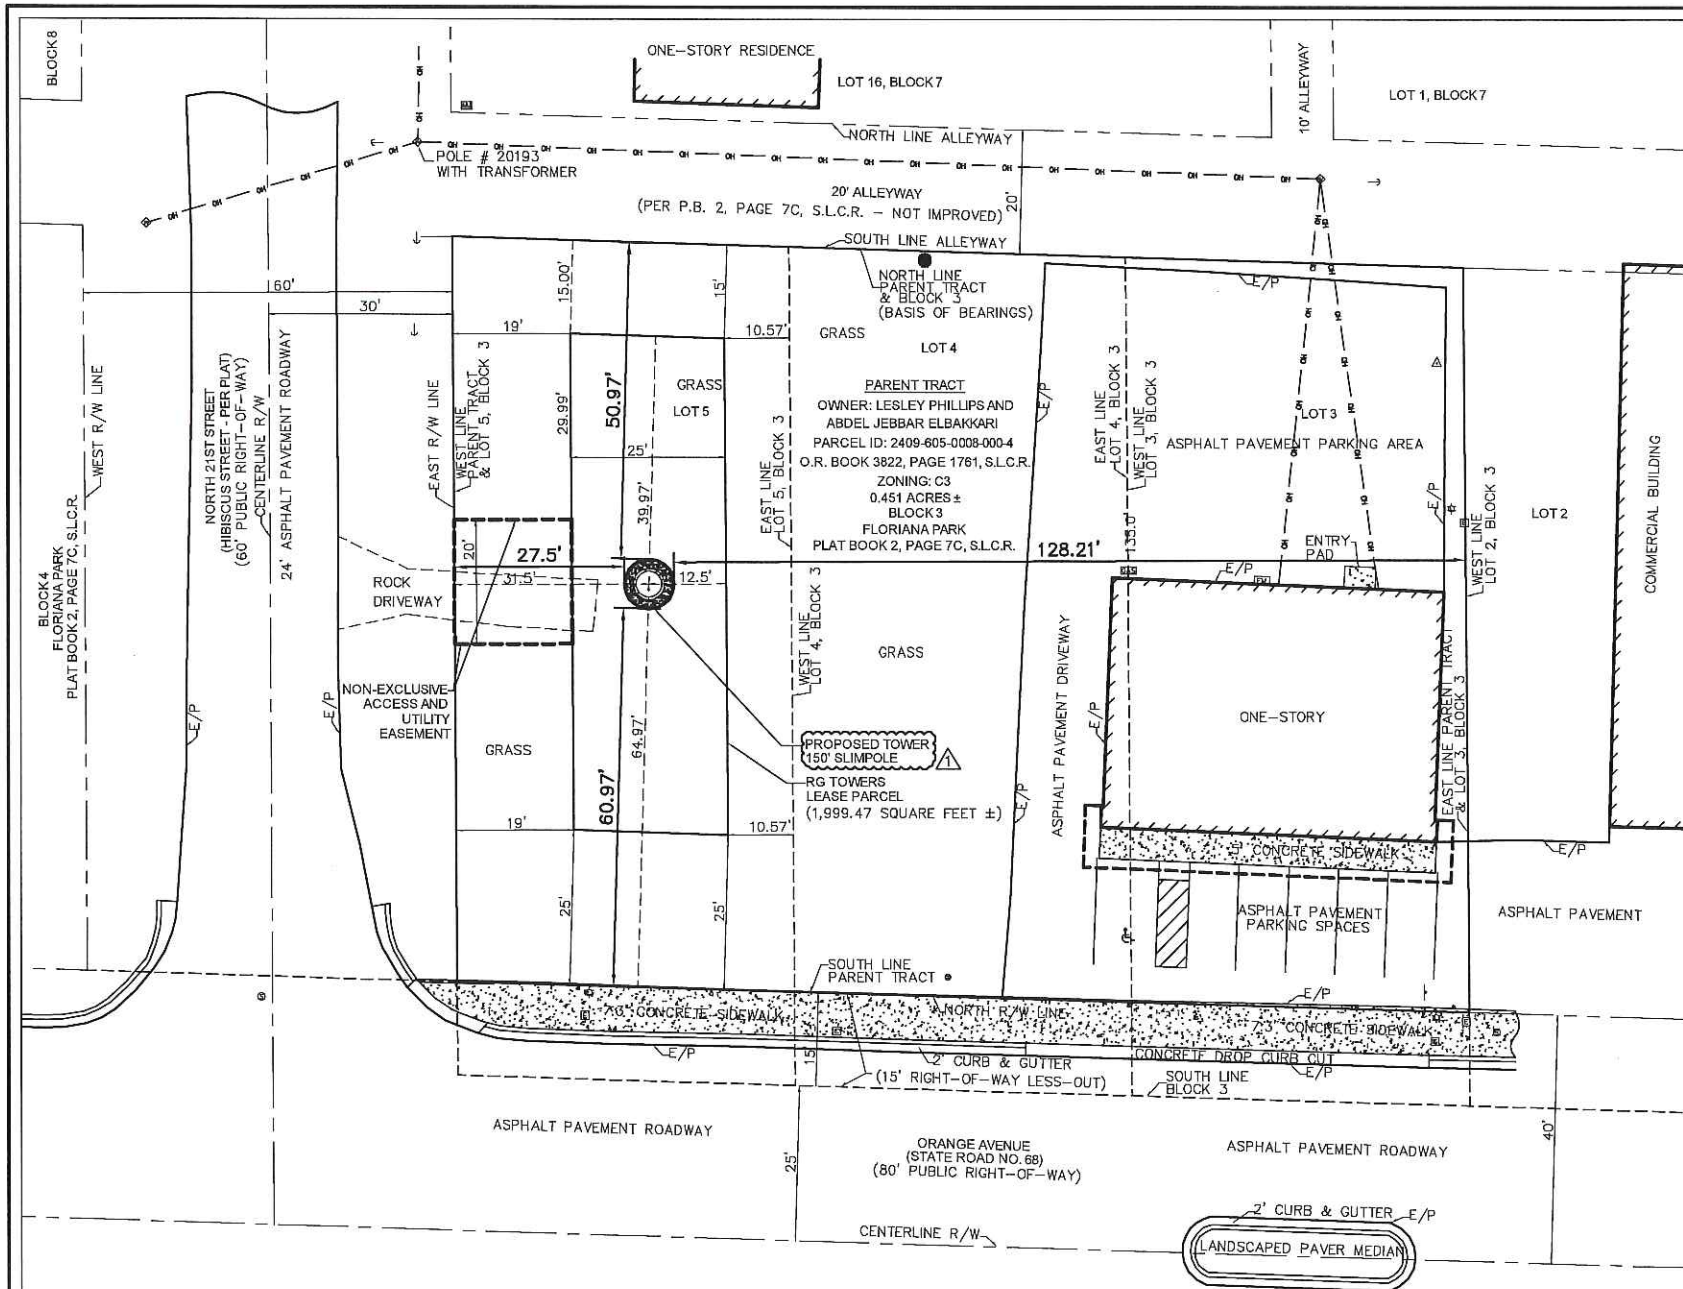 BLOCK 8
ONE-STORY RESIDENCE
LOT 16, BLOCK 7
10' ALLEYWAY
LOT 1, BLOCK 7
NORTH LINE ALLEYWAY
POLE # 20193
WITH TRANSFORMER
20' ALLEYWAY
(PER P.B. 2, PAGE 7C, S.L.C.R. - NOT IMPROVED)
20'
SOUTH LINE ALLEYWAY
NORTH LINE
PARENT TRACT
& BLOCK 3
(BASIS OF BEARINGS)
E/P
60'
30'
15.00'
15'
19'
10.57'
GRASS
LOT 4
WEST R/W LINE
NORTH 21ST STREET
(HIBISCUS STREET - PER PLAT)
(60' PUBLIC RIGHT-OF-WAY)
CENTERLINE R/W
24' ASPHALT PAVEMENT ROADWAY
EAST R/W LINE
WEST LINE
PARENT TRACT
& LOT 5, BLOCK 3
29.99'
50.97'
39.97'
GRASS
LOT 5
25'
EAST LINE
LOT 5, BLOCK 3
PARENT TRACT
OWNER: LESLEY PHILLIPS AND
ABDEL JEBBAR ELBAKKARI
PARCEL ID: 2409-605-0008-000-4
O.R. BOOK 3822, PAGE 1761, S.L.C.R.
ZONING: C3
0.451 ACRES ±
BLOCK 3
FLORIANA PARK
PLAT BOOK 2, PAGE 7C, S.L.C.R.
E/P
EAST LINE
LOT 4, BLOCK 3
WEST LINE
LOT 3, BLOCK 3
LOT 3
ASPHALT PAVEMENT PARKING AREA
E/P
WEST LINE
LOT 2, BLOCK 3
LOT 2
COMMERCIAL BUILDING
BLOCK 4
FLORIANA PARK
PLAT BOOK 2, PAGE 7C, S.L.C.R.
ROCK
DRIVEWAY
20'
27.5'
31.5'
12.5'
128.21'
135.0'
ENTRY
PAD
E/P
WEST LINE
LOT 4, BLOCK 3
GRASS
ASPHALT PAVEMENT DRIVEWAY
E/P
ONE-STORY
EAST LINE PARENT TRACT
& LOT 3, BLOCK 3
E/P
E/P
NON-EXCLUSIVE
ACCESS AND
UTILITY
EASEMENT
GRASS
64.97'
60.97'
PROPOSED TOWER
150' SLIMPOLE
1
RG TOWERS
LEASE PARCEL
(1,999.47 SQUARE FEET ±)
E/P
19'
10.57'
25'
25'
5' CONCRETE SIDEWALK
E/P
ASPHALT PAVEMENT
PARKING SPACES
ASPHALT PAVEMENT
SOUTH LINE
PARENT TRACT
E/P
7.3' CONCRETE SIDEWALK
NORTH R/W LINE
7.3' CONCRETE SIDEWALK
E/P
15'
2' CURB & GUTTER
CONCRETE DROP CURB CUT
E/P
(15' RIGHT-OF-WAY LESS-OUT)
SOUTH LINE
BLOCK 3
ASPHALT PAVEMENT ROADWAY
25'
ORANGE AVENUE
(STATE ROAD NO. 68)
(80' PUBLIC RIGHT-OF-WAY)
ASPHALT PAVEMENT ROADWAY
40'
CENTERLINE R/W
2' CURB & GUTTER
E/P
LANDSCAPED PAVER MEDIAN